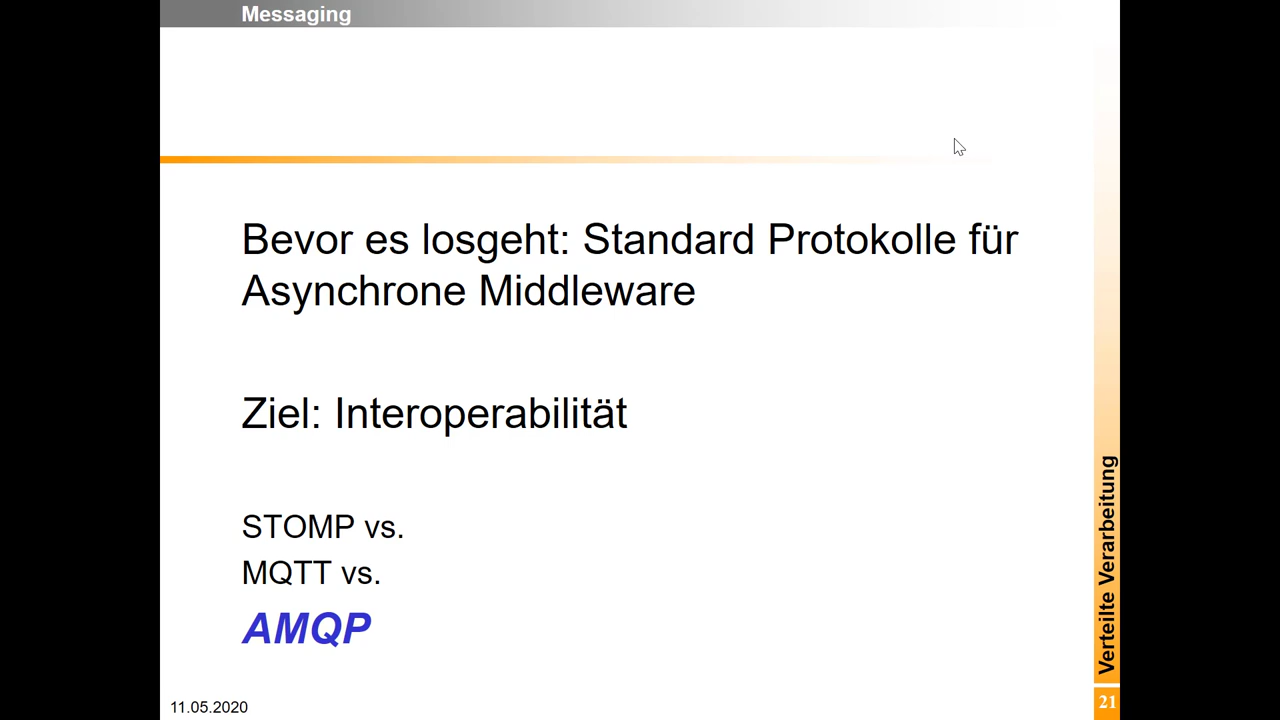 Messaging
Bevor es losgeht: Standard Protokolle für
Asynchrone Middleware
Ziel: Interoperabilität
STOMP vs.
MQTT vs.
AMQP
Verteilte Verarbeitung
11.05.2020
21